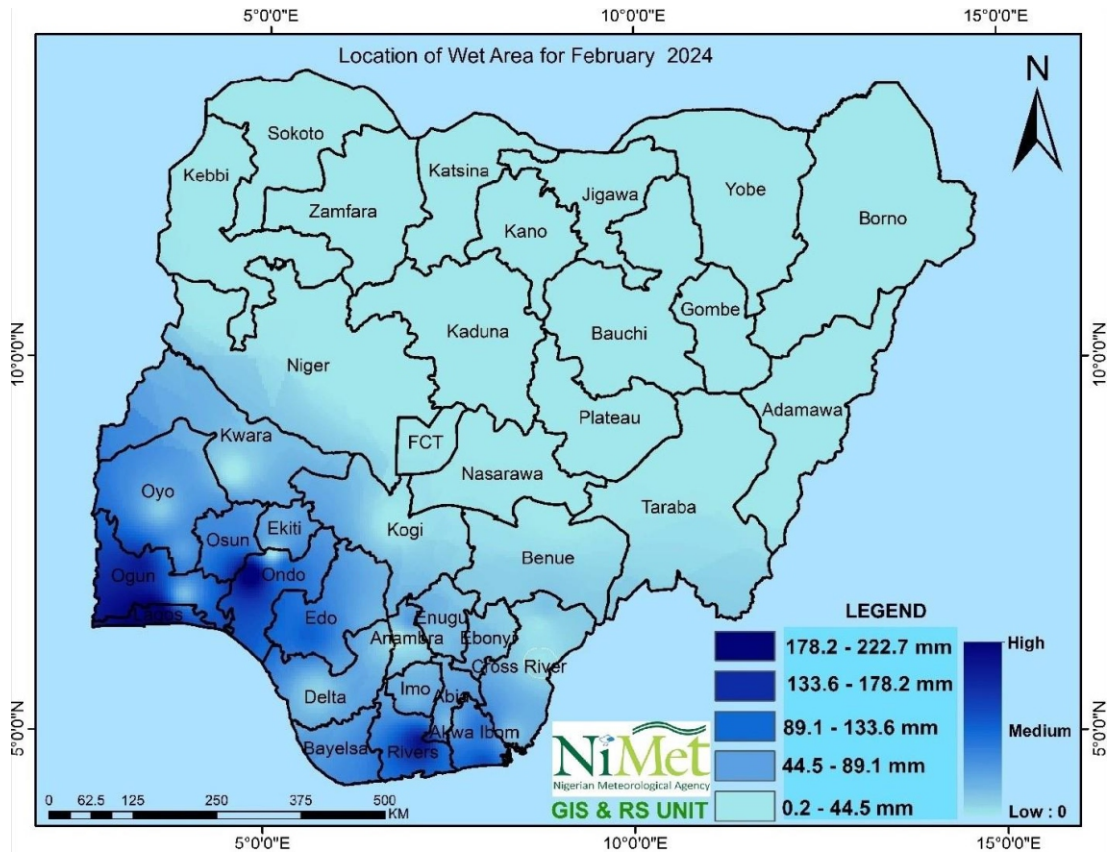 5°0'0"E 10°0'0"E 15°0'0"E
Location of Wet Area for February 2024
N
Sokoto
Kebbi
Katsina
Zamfara
Jigawa
Yobe
Kano
Borno
10°0'0"N
10°0'0"N
Gombe
Kaduna
Bauchi
Niger
Adamawa
Plateau
Kwara
FCT
Nasarawa
Oyo
Taraba
Kogi
Ekiti
Osun
Benue
Ogun
Ondo
Lagos
Edo
Enugu
Anambra
Ebonyi
Cross River
Delta
Imo
Abia
Akwa Ibom
Bayelsa
Rivers
5°0'0"N
5°0'0"N
LEGEND
178.2 - 222.7 mm
133.6 - 178.2 mm
89.1 - 133.6 mm
44.5 - 89.1 mm
0.2 - 44.5 mm
High
Medium
Low : 0
NiMet
Nigerian Meteorological Agency
GIS & RS UNIT
0 62.5 125 250 375 500
KM
5°0'0"E 10°0'0"E 15°0'0"E